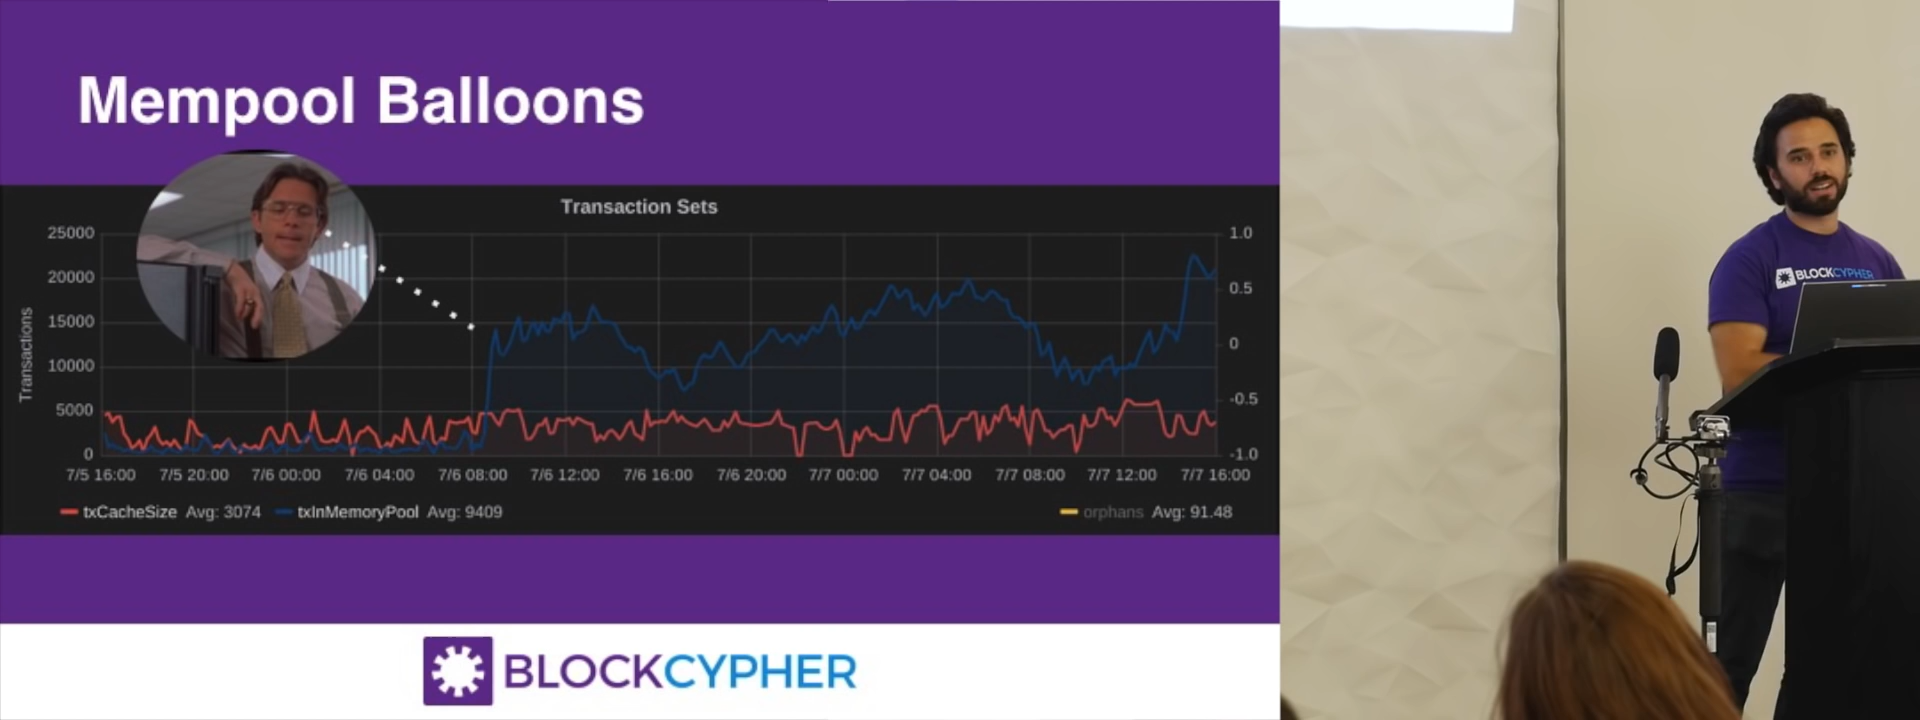 Mempool Balloons
Transaction Sets
25000
20000
15000
10000
5000
0
Transactions
1.0
0.5
0
-0.5
-1.0
7/5 16:00 7/5 20:00 7/6 00:00 7/6 04:00 7/6 08:00 7/6 12:00 7/6 16:00 7/6 20:00 7/7 00:00 7/7 04:00 7/7 08:00 7/7 12:00 7/7 16:00
txCacheSize Avg: 3074 txInMemoryPool Avg: 9409 orphans Avg: 91.48
BLOCKCYPHER
BLOCKCYPHER